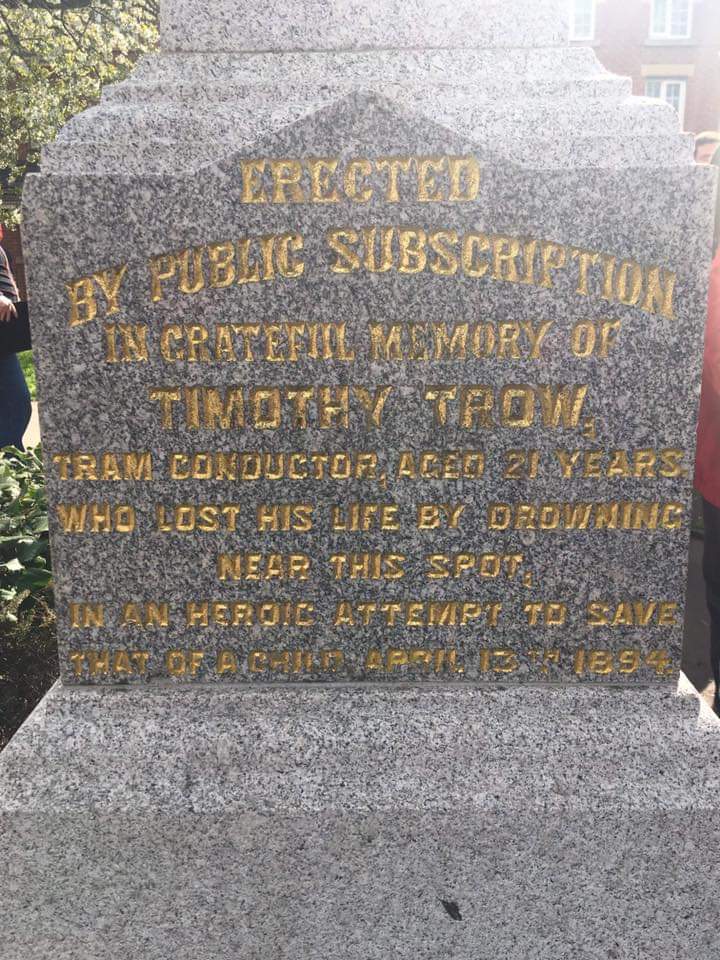 ERECTED
BY PUBLIC SUBSCRIPTION
IN GRATEFUL MEMORY OF
TIMOTHY TROW,
TRAM CONDUCTOR, AGED 21 YEARS
WHO LOST HIS LIFE BY DROWNING
NEAR THIS SPOT,
IN AN HEROIC ATTEMPT TO SAVE
THAT OF A CHILD APRIL 13TH 1894